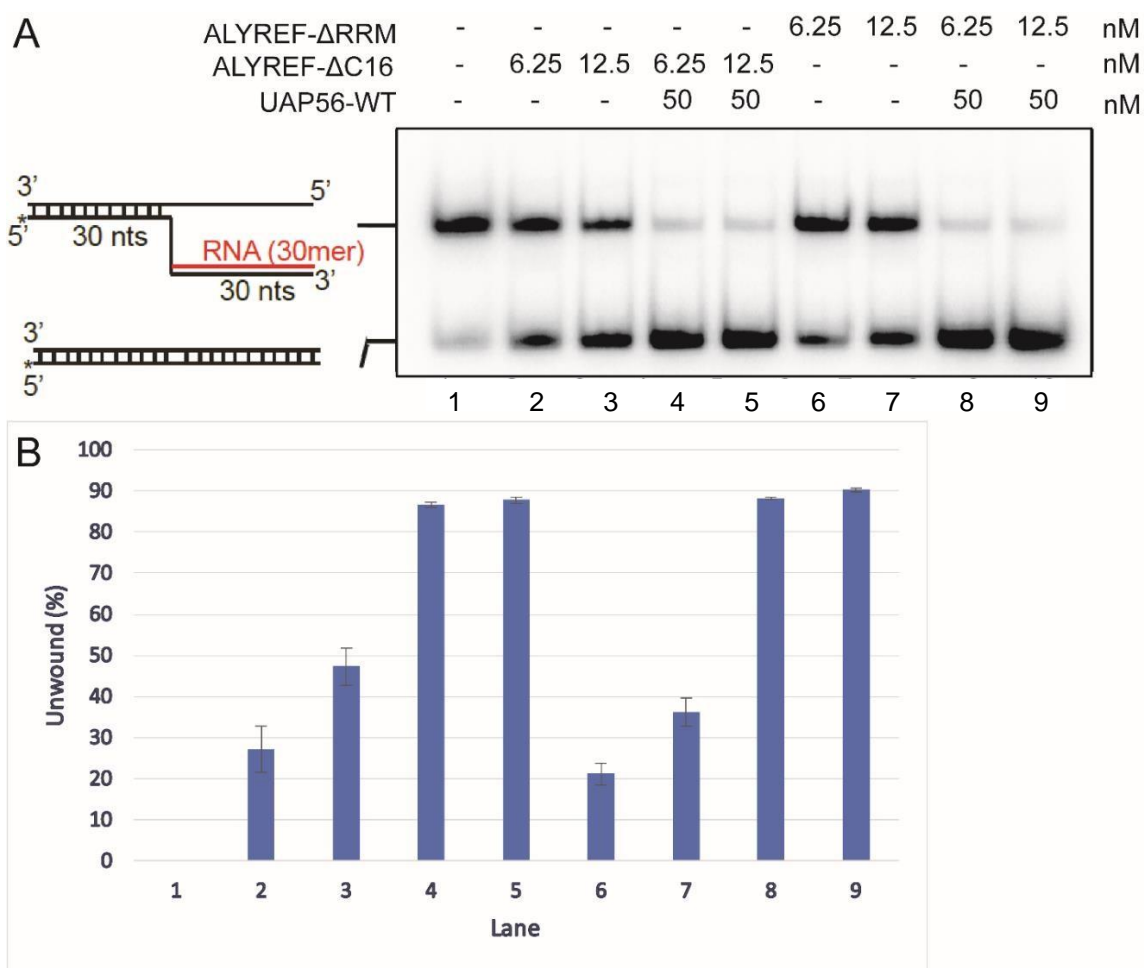 A
ALYREF-ΔRRM - - - - - 6.25 12.5 6.25 12.5 nM
ALYREF-ΔC16 - 6.25 12.5 6.25 12.5 - - - - nM
UAP56-WT - - - 50 50 - - 50 50 nM
3' 5'
*
5' 30 nts
RNA (30mer)
3'
30 nts
3'
*
5'
1 2 3 4 5 6 7 8 9
B
Unwound (%)
100
90
80
70
60
50
40
30
20
10
0
1 2 3 4 5 6 7 8 9
Lane